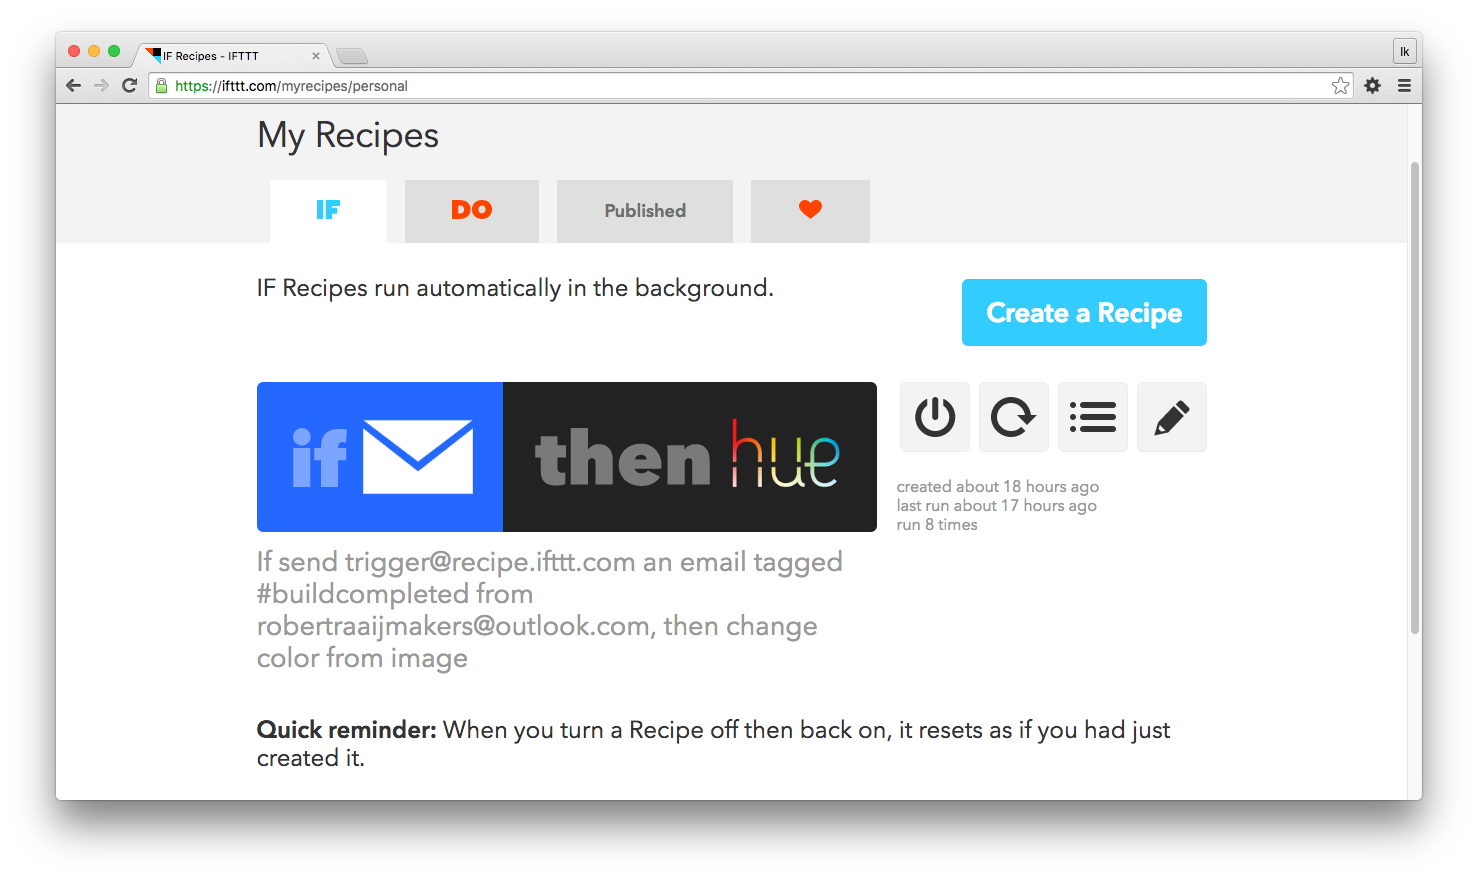 IF Recipes - IFTTT
lk
https://ifttt.com/myrecipes/personal
My Recipes
IF
DO
Published
IF Recipes run automatically in the background.
Create a Recipe
if then hue
created about 18 hours ago
last run about 17 hours ago
run 8 times
If send trigger@recipe.ifttt.com an email tagged
#buildcompleted from
robertraaijmakers@outlook.com, then change
color from image
Quick reminder: When you turn a Recipe off then back on, it resets as if you had just
created it.